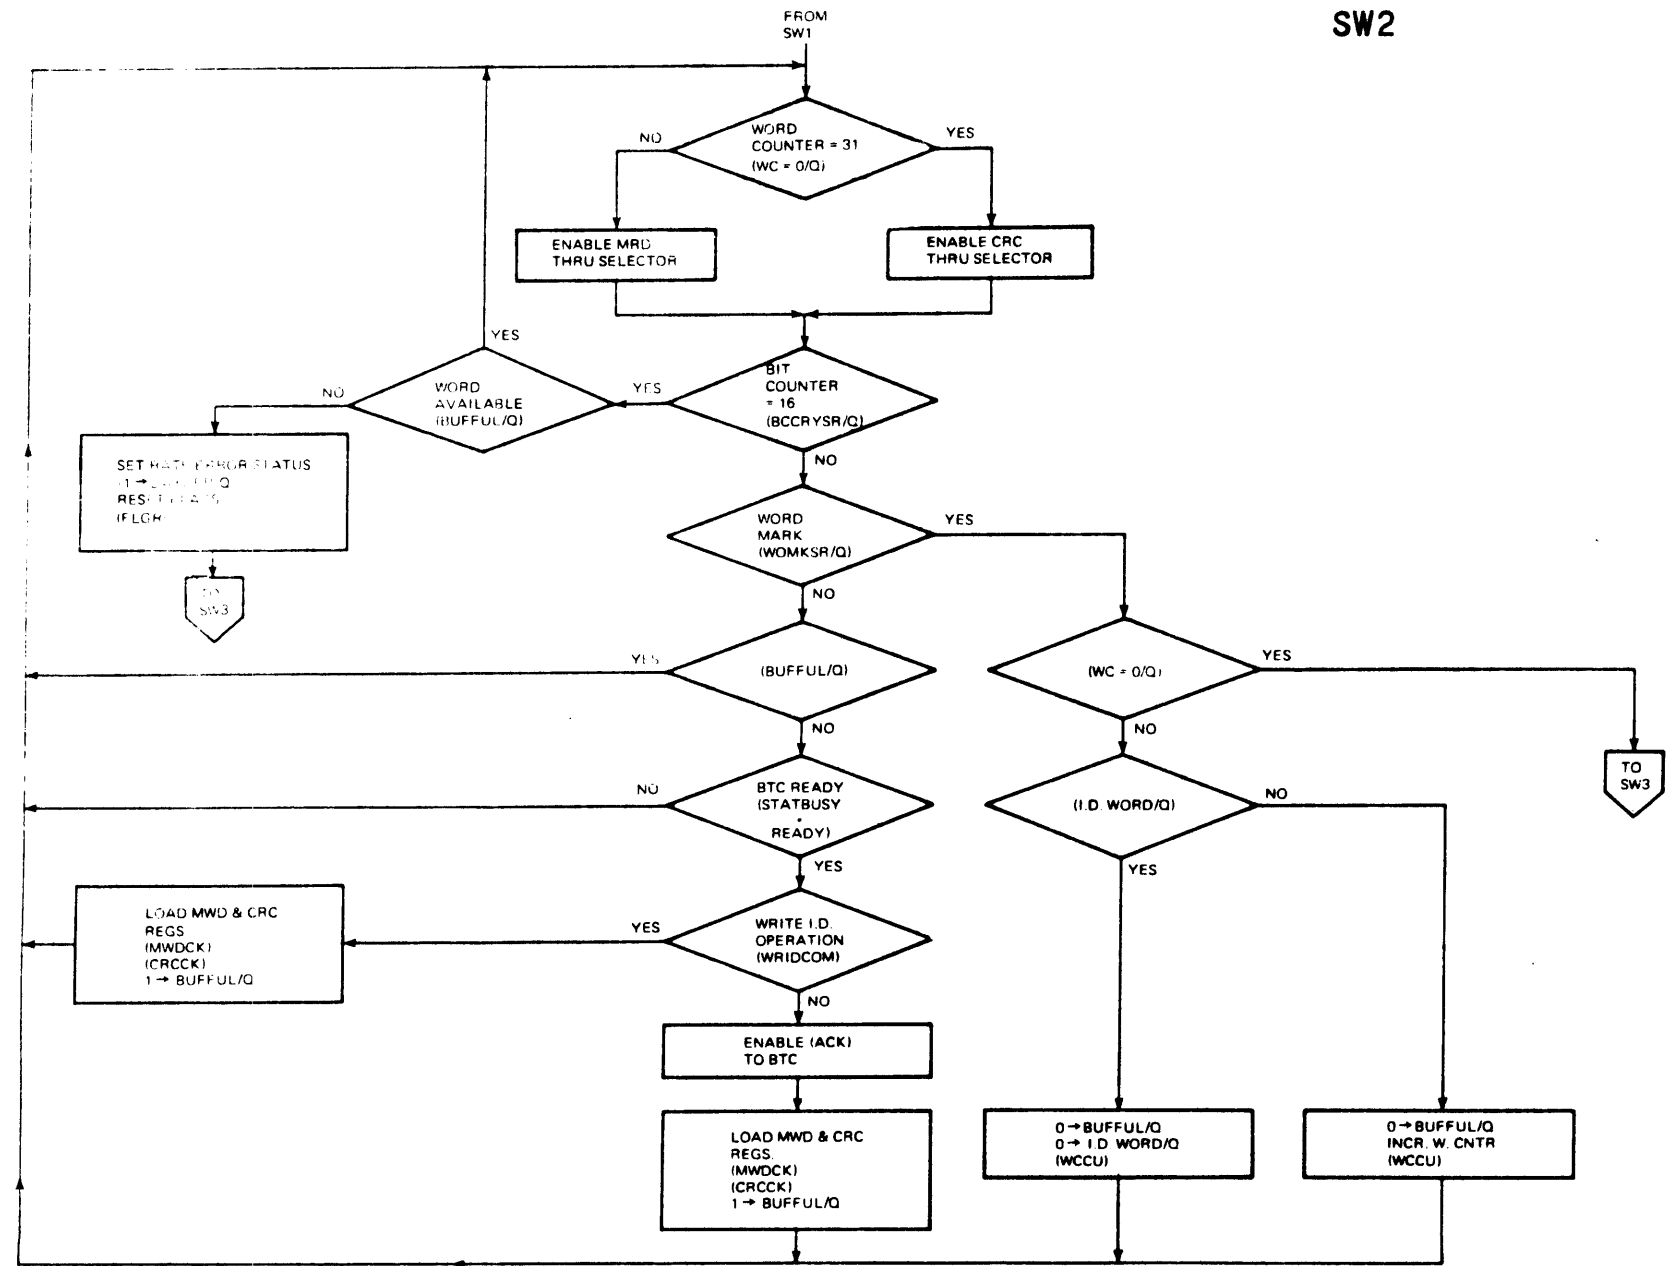 SW2
FROM
SW1
WORD
COUNTER = 31
(WC = 0/Q)
NO
YES
ENABLE MRD
THRU SELECTOR
ENABLE CRC
THRU SELECTOR
YES
BIT
COUNTER
= 16
(BCCRYSR/Q)
YES
WORD
AVAILABLE
(BUFFUL/Q)
NO
NO
SET RATE ERROR STATUS
RESET
TO
SW3
WORD
MARK
(WOMKSR/Q)
YES
NO
(BUFFUL/Q)
YES
NO
(WC = 0/Q)
YES
NO
TO
SW3
BTC READY
(STATBUSY
•
READY)
NO
YES
(I.D. WORD/Q)
NO
YES
WRITE I.D.
OPERATION
(WRIDCOM)
YES
NO
LOAD MWD & CRC
REGS
(MWDCK)
(CRCCK)
1 → BUFFUL/Q
ENABLE (ACK)
TO BTC
LOAD MWD & CRC
REGS.
(MWDCK)
(CRCCK)
1 → BUFFUL/Q
0 → BUFFUL/Q
0 → I.D. WORD/Q
(WCCU)
0 → BUFFUL/Q
INCR. W. CNTR
(WCCU)